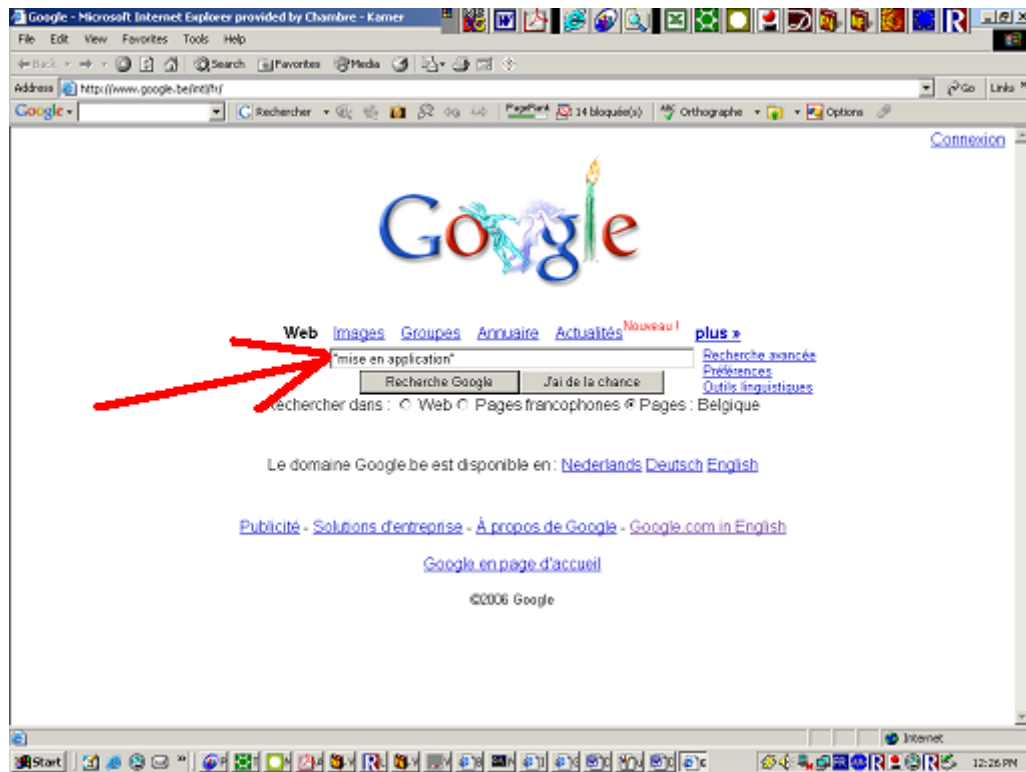 Google - Microsoft Internet Explorer provided by Chambre - Kamer
File Edit View Favorites Tools Help
Back Search Favorites Media
Address http://www.google.be/intl/fr/ Go Links
Google Rechercher PageRank 14 bloquée(s) Orthographe Options
Connexion
Google
Web Images Groupes Annuaire Actualités Nouveau ! plus »
"mise en application" Recherche avancée
Préférences
Recherche Google J'ai de la chance Outils linguistiques
Rechercher dans : Web Pages francophones Pages : Belgique
Le domaine Google.be est disponible en : Nederlands Deutsch English
Publicité - Solutions d'entreprise - À propos de Google - Google.com in English
Google en page d'accueil
©2006 Google
Internet
Start 12:26 PM